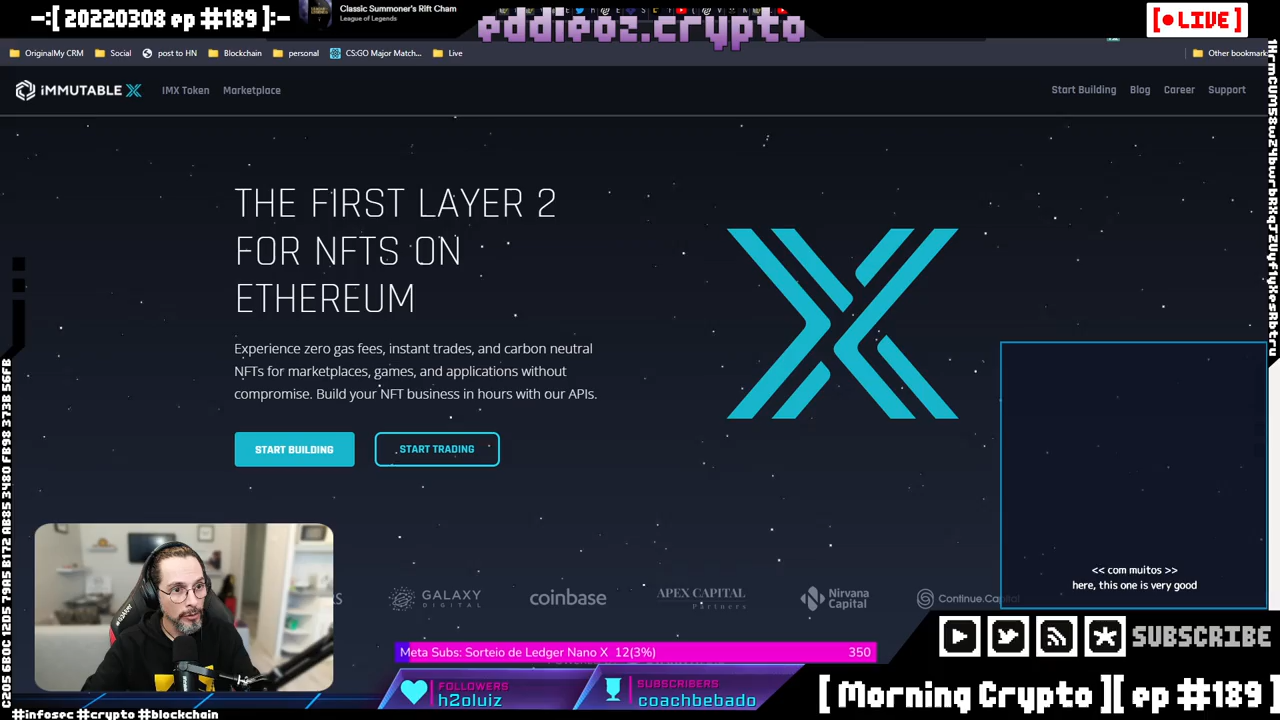 -:[ 20220308 ep #189 ]:-
Classic Summoner's Rift Cham
League of Legends
eddieoz.crypto
[•LIVE]
OriginalMy CRM
Social
post to HN
Blockchain
personal
CS:GO Major Match...
Live
Other bookmark
IMMUTABLE X
IMX Token
Marketplace
Start Building
Blog
Career
Support
THE FIRST LAYER 2
FOR NFTS ON
ETHEREUM
Experience zero gas fees, instant trades, and carbon neutral
NFTs for marketplaces, games, and applications without
compromise. Build your NFT business in hours with our APIs.
START BUILDING
START TRADING
<< com muitos >>
here, this one is very good
RS
GALAXY
DIGITAL
coinbase
APEX CAPITAL
Partners
Nirvana
Capital
Continue.Capital
Meta Subs: Sorteio de Ledger Nano X 12(3%)
350
SUBSCRIBE
FOLLOWERS
h2oluiz
SUBSCRIBERS
coachbebado
[ Morning Crypto ][ ep #189 ]
#infosec #crypto #blockchain